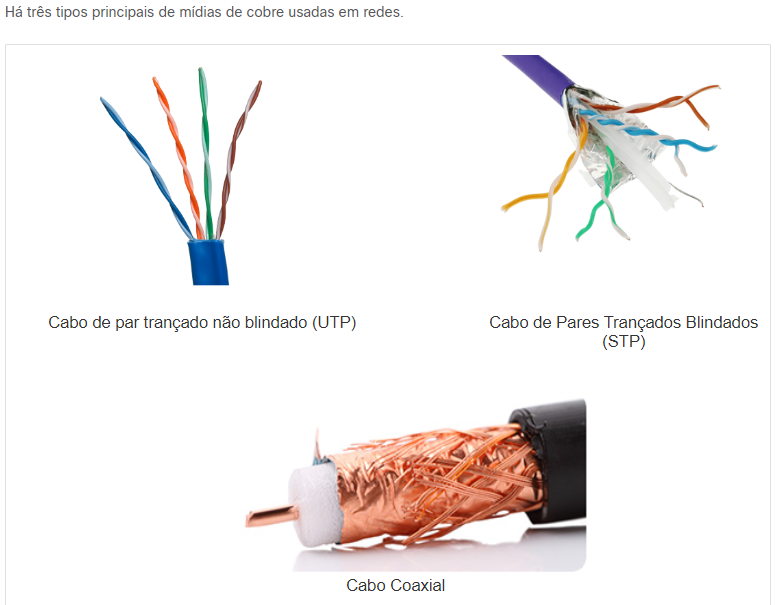 Há três tipos principais de mídias de cobre usadas em redes.
Cabo de par trançado não blindado (UTP)
Cabo de Pares Trançados Blindados
(STP)
Cabo Coaxial